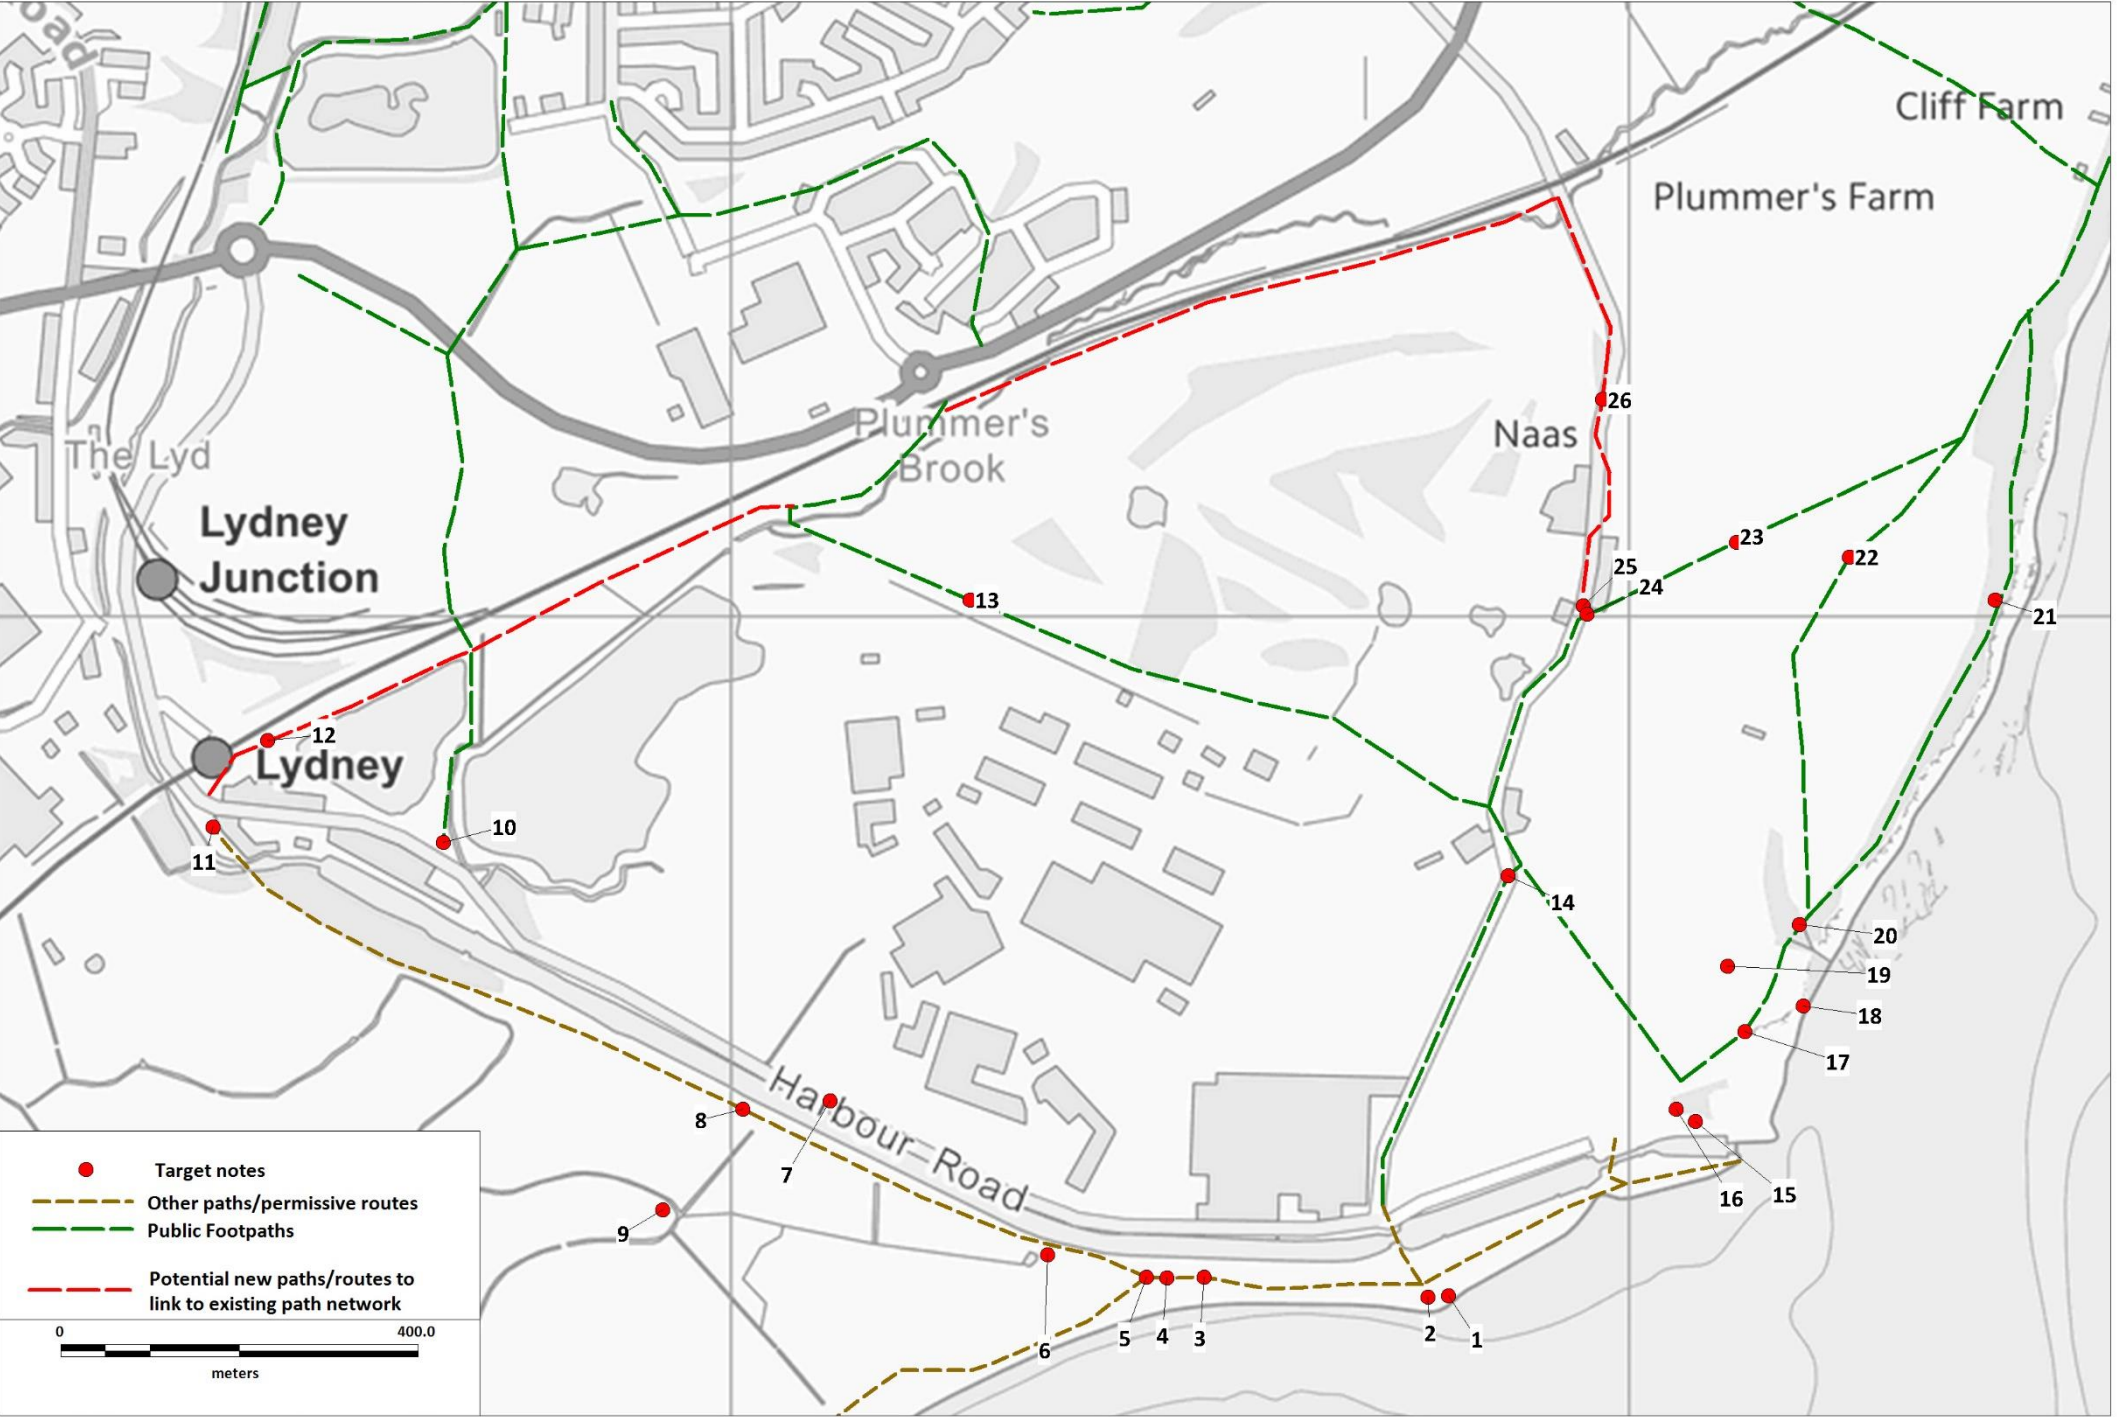 oad
Cliff Farm
Plummer's Farm
Plummer's
Brook
Naas
26
The Lyd
Lydney
Junction
23
22
25
24
13
21
12
Lydney
10
11
14
20
19
18
17
Harbour Road
8
7
16
15
9
6
5
4
3
2
1
Target notes
Other paths/permissive routes
Public Footpaths
Potential new paths/routes to
link to existing path network
0 400.0
meters